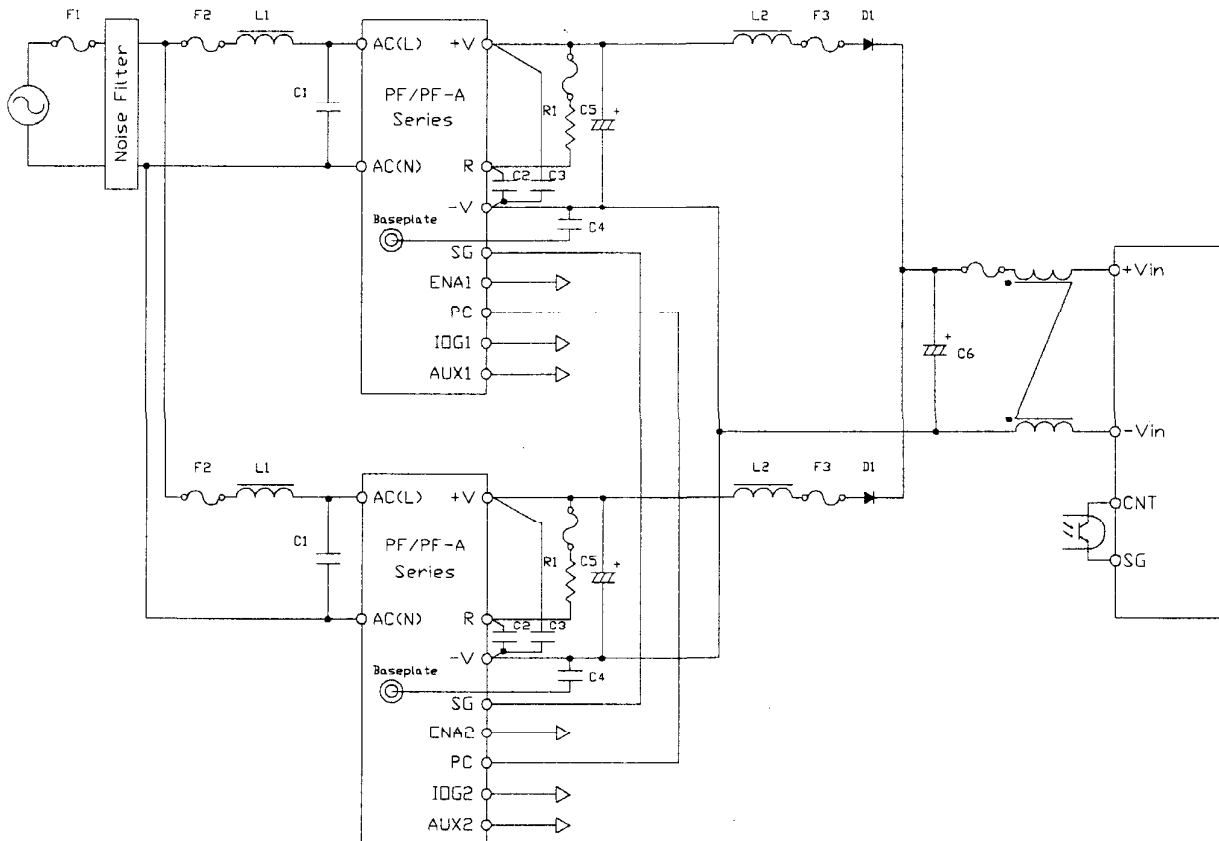 F1
F2
L1
L2
F3
D1
AC(L)
+V
Noise Filter
C1
PF/PF-A
Series
R1
C5
+
AC(N)
R
C2
C3
-V
Baseplate
C4
SG
ENA1
PC
IOG1
AUX1
+Vin
+
C6
-Vin
CNT
SG
F2
L1
L2
F3
D1
AC(L)
+V
C1
PF/PF-A
Series
R1
C5
+
AC(N)
R
C2
C3
-V
Baseplate
C4
SG
ENA2
PC
IOG2
AUX2